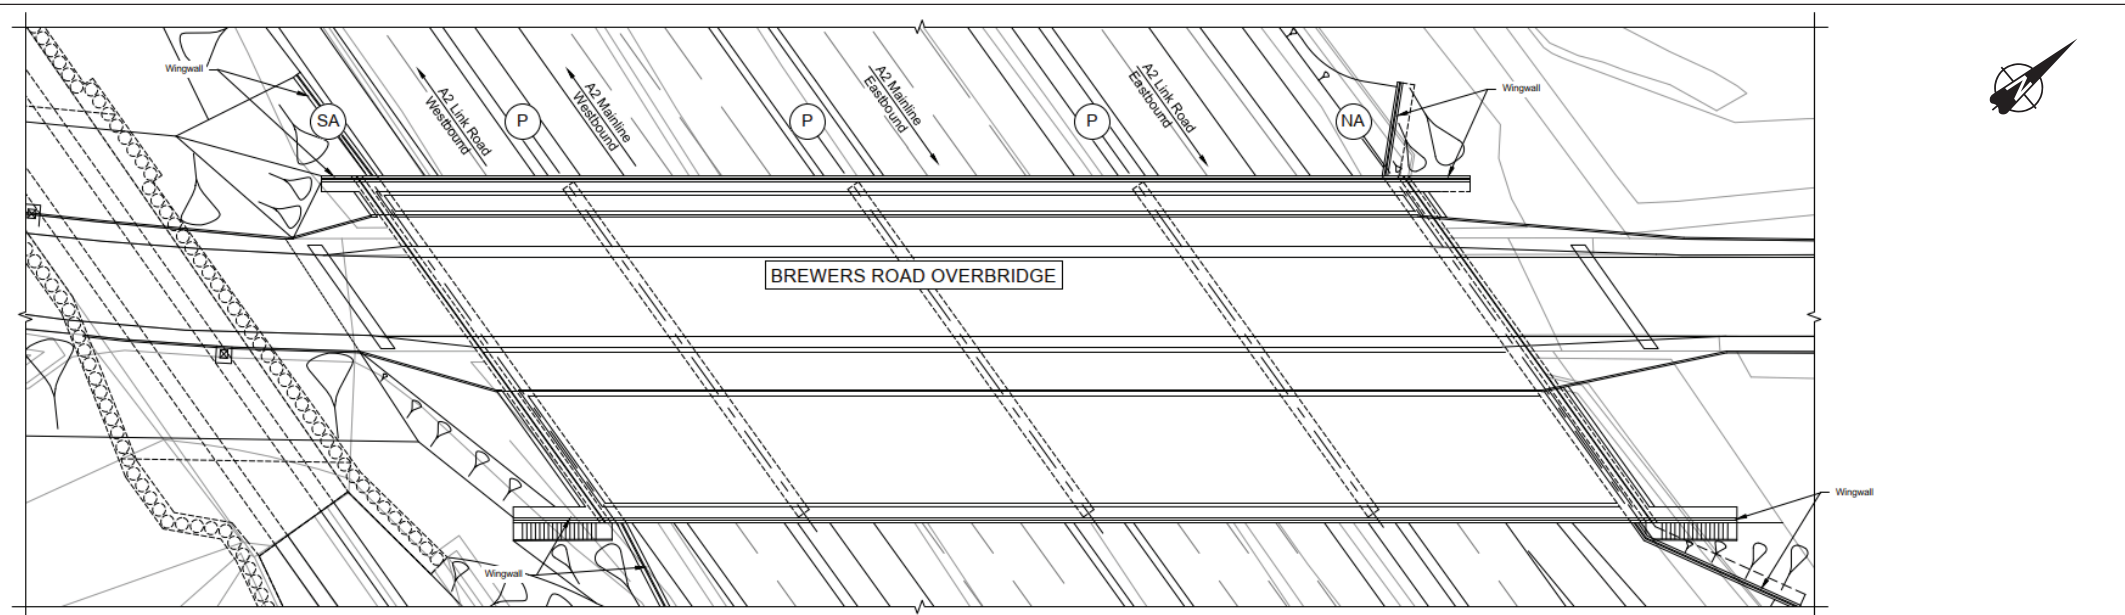 Wingwall
SA
A2 Link Road
Westbound
P
A2 Mainline
Westbound
P
A2 Mainline
Eastbound
P
A2 Link Road
Eastbound
NA
Wingwall
BREWERS ROAD OVERBRIDGE
Wingwall
Wingwall
N